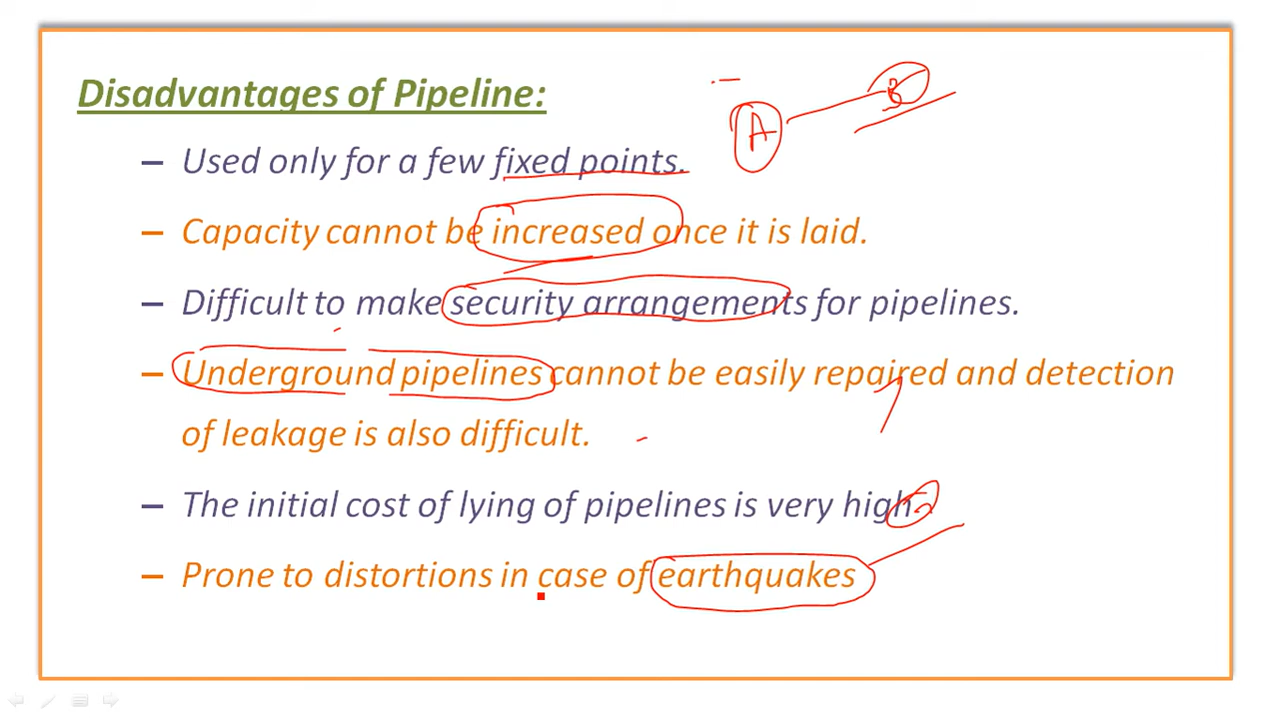 Disadvantages of Pipeline:
A
B
– Used only for a few fixed points.
– Capacity cannot be increased once it is laid.
– Difficult to make security arrangements for pipelines.
– Underground pipelines cannot be easily repaired and detection
of leakage is also difficult.
– The initial cost of lying of pipelines is very high.
– Prone to distortions in case of earthquakes